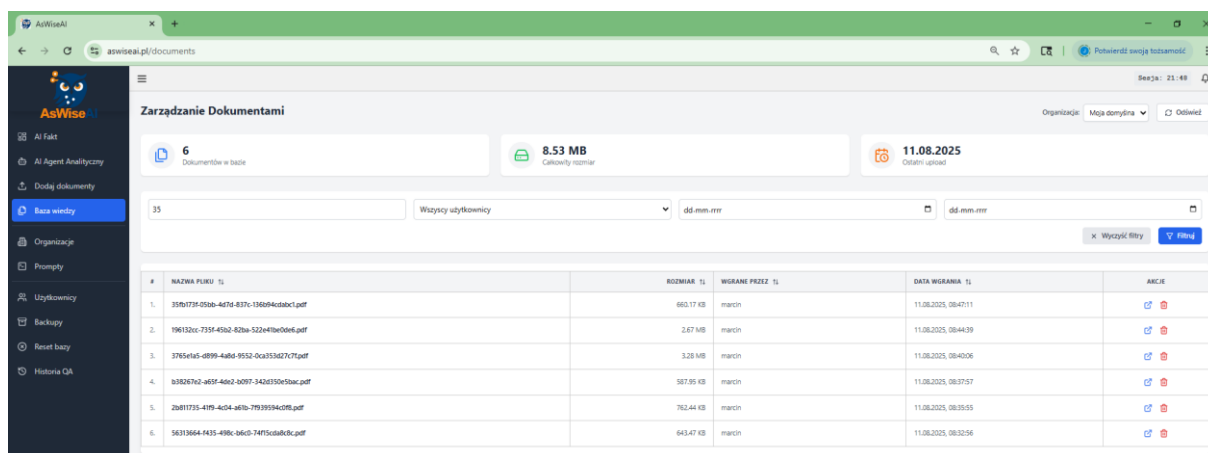 AsWiseAI
aswiseai.pl/documents
Potwierdź swoją tożsamość
AsWiseAI
Sesja: 21:48
Zarządzanie Dokumentami
Organizacja: Moja domyślna
Odśwież
6
Dokumentów w bazie
8.53 MB
Całkowity rozmiar
11.08.2025
Ostatni upload
AI Fakt
AI Agent Analityczny
Dodaj dokumenty
Baza wiedzy
Organizacje
Prompty
Użytkownicy
Backupy
Reset bazy
Historia QA
35
Wszyscy użytkownicy
dd-mm-rrrr
dd-mm-rrrr
× Wyczyść filtry
Filtruj
# NAZWA PLIKU ROZMIAR WGRANE PRZEZ DATA WGRANIA AKCJE
1. 35fb173f-05bb-4d7d-837c-136b94cdabc1.pdf 660.17 KB marcin 11.08.2025, 08:47:11
2. 196132cc-735f-45b2-82ba-522e41be0de6.pdf 2.67 MB marcin 11.08.2025, 08:44:39
3. 3765e1a5-d899-4a8d-9552-0ca353d27c7f.pdf 3.28 MB marcin 11.08.2025, 08:40:06
4. b38267e2-a65f-4de2-b097-342d350e5bac.pdf 587.95 KB marcin 11.08.2025, 08:37:57
5. 2b811735-41f9-4c04-a61b-7f939594c0f8.pdf 762.44 KB marcin 11.08.2025, 08:35:55
6. 56313664-f435-498c-b6c0-74f15cda8c8c.pdf 643.47 KB marcin 11.08.2025, 08:32:56